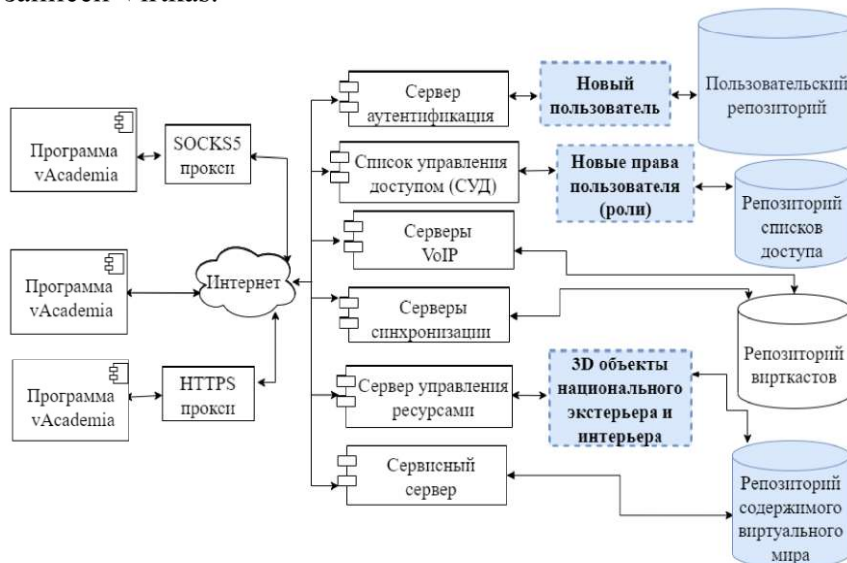 Программа
vAcademia
SOCKS5
прокси
Программа
vAcademia
Интернет
Программа
vAcademia
HTTPS
прокси
Сервер
аутентификация
Новый
пользователь
Пользовательский
репозиторий
Список управления
доступом (СУД)
Новые права
пользователя
(роли)
Репозиторий
списков
доступа
Серверы
VoIP
Серверы
синхронизации
Репозиторий
вирткастов
Сервер управления
ресурсами
3D объекты
национального
экстерьера и
интерьера
Сервисный
сервер
Репозиторий
содержимого
виртуального
мира